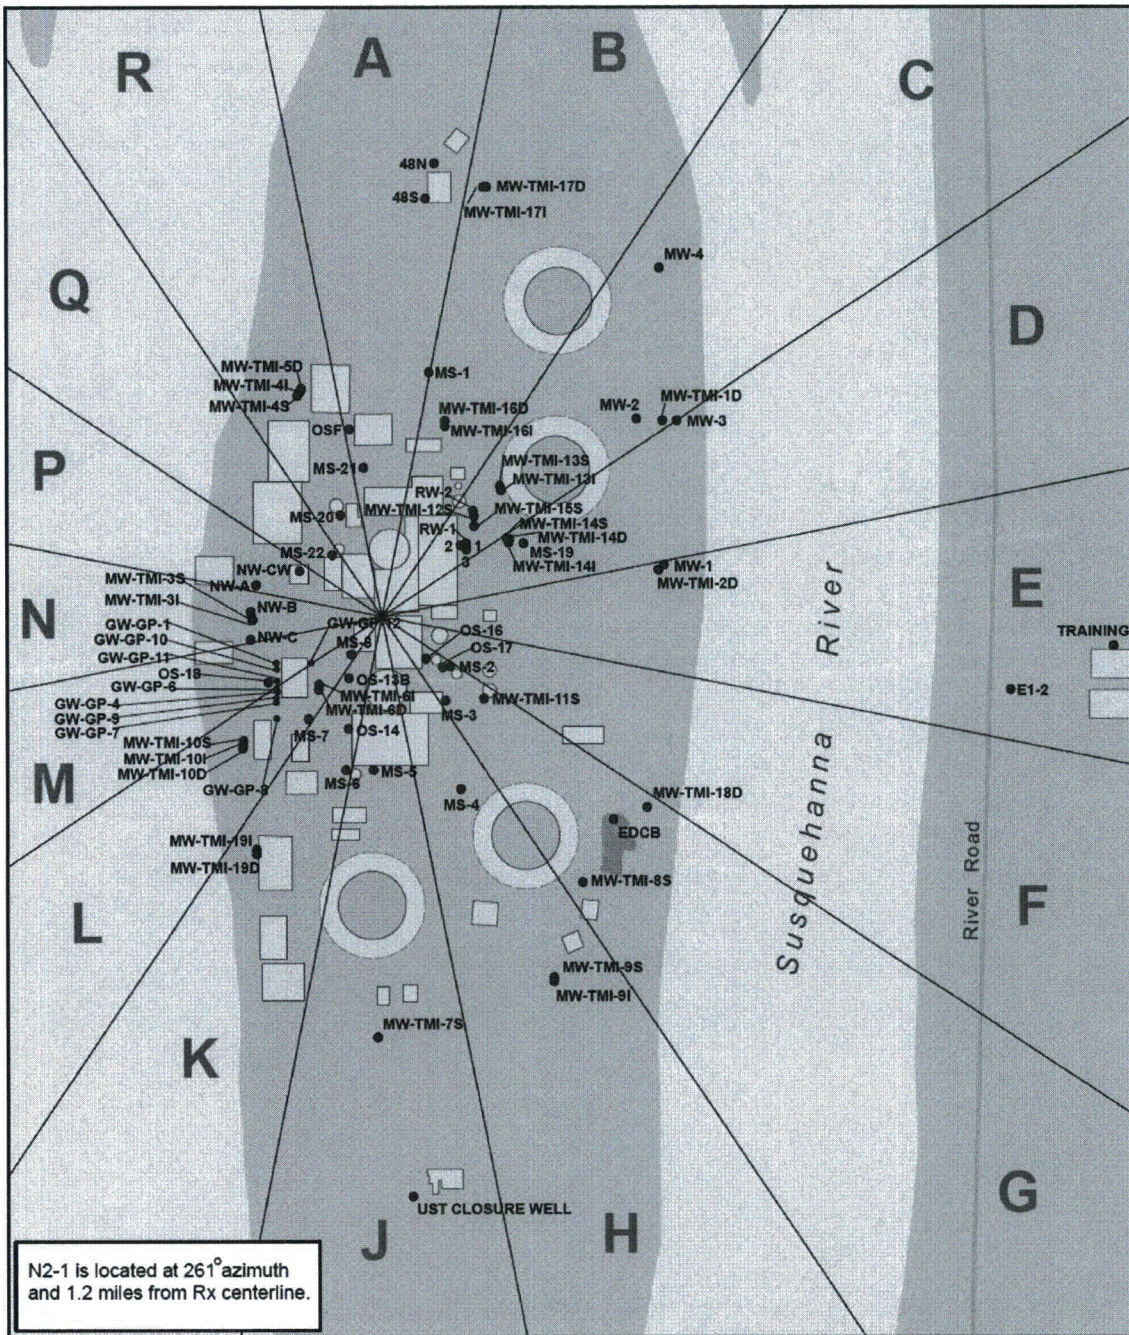 R
A
B
C
48N
48S
MW-TMI-17D
MW-TMI-17I
MW-4
Q
D
MW-TMI-5D
MW-TMI-4I
MW-TMI-4S
MS-1
MW-TMI-1D
MW-2
MW-3
OSF
MW-TMI-16D
MW-TMI-16I
P
MS-21
MW-TMI-13S
MW-TMI-13I
RW-2
MW-TMI-12S
MW-TMI-15S
MS-20
RW-1
MW-TMI-14S
MW-TMI-14D
2
1
3
MS-19
MW-TMI-14I
MS-22
NW-CW
MW-1
MW-TMI-2D
E
MW-TMI-3S
NW-A
MW-TMI-3I
NW-B
N
GW-GP-1
NW-C
GW-GP-12
OS-16
TRAINING
GW-GP-10
MS-8
OS-17
GW-GP-11
MS-2
OS-18
OS-13B
E1-2
GW-GP-6
MW-TMI-6I
MW-TMI-11S
GW-GP-4
MW-TMI-6D
MS-3
GW-GP-9
GW-GP-7
MS-7
OS-14
MW-TMI-10S
MW-TMI-10I
MW-TMI-10D
M
MS-6
MS-5
GW-GP-8
MS-4
MW-TMI-18D
EDCB
MW-TMI-19I
MW-TMI-19D
MW-TMI-8S
Susquehanna River
River Road
L
F
MW-TMI-9S
MW-TMI-9I
MW-TMI-7S
K
G
UST CLOSURE WELL
J
H
N2-1 is located at 261° azimuth
and 1.2 miles from Rx centerline.